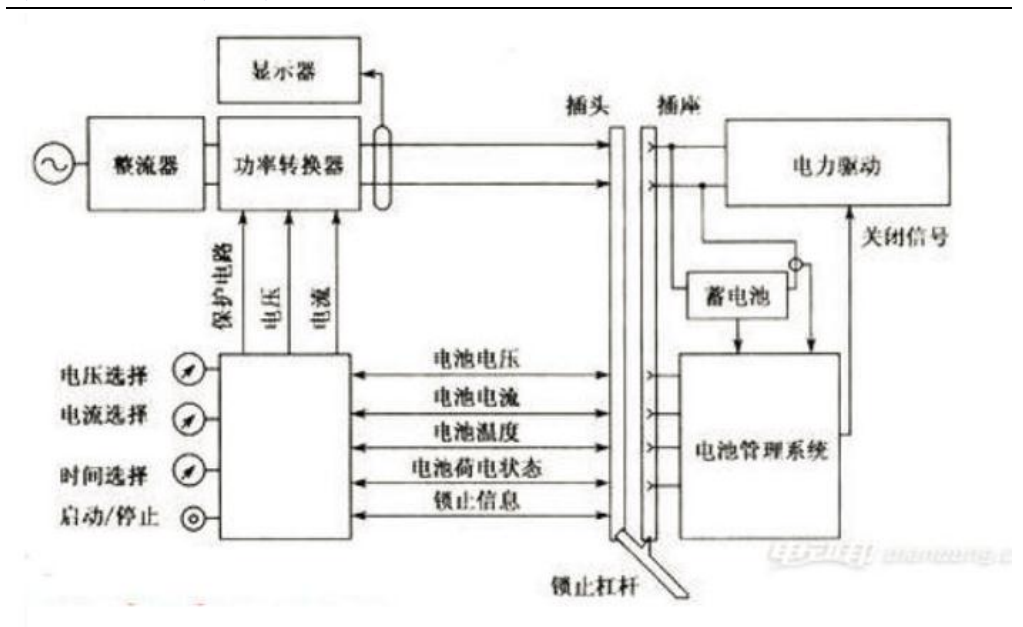 显示器
插头
插座
整流器
功率转换器
电力驱动
关闭信号
保护电路
电压
电流
蓄电池
电压选择
电流选择
时间选择
启动/停止
电池电压
电池电流
电池温度
电池荷电状态
锁止信息
电池管理系统
锁止杠杆